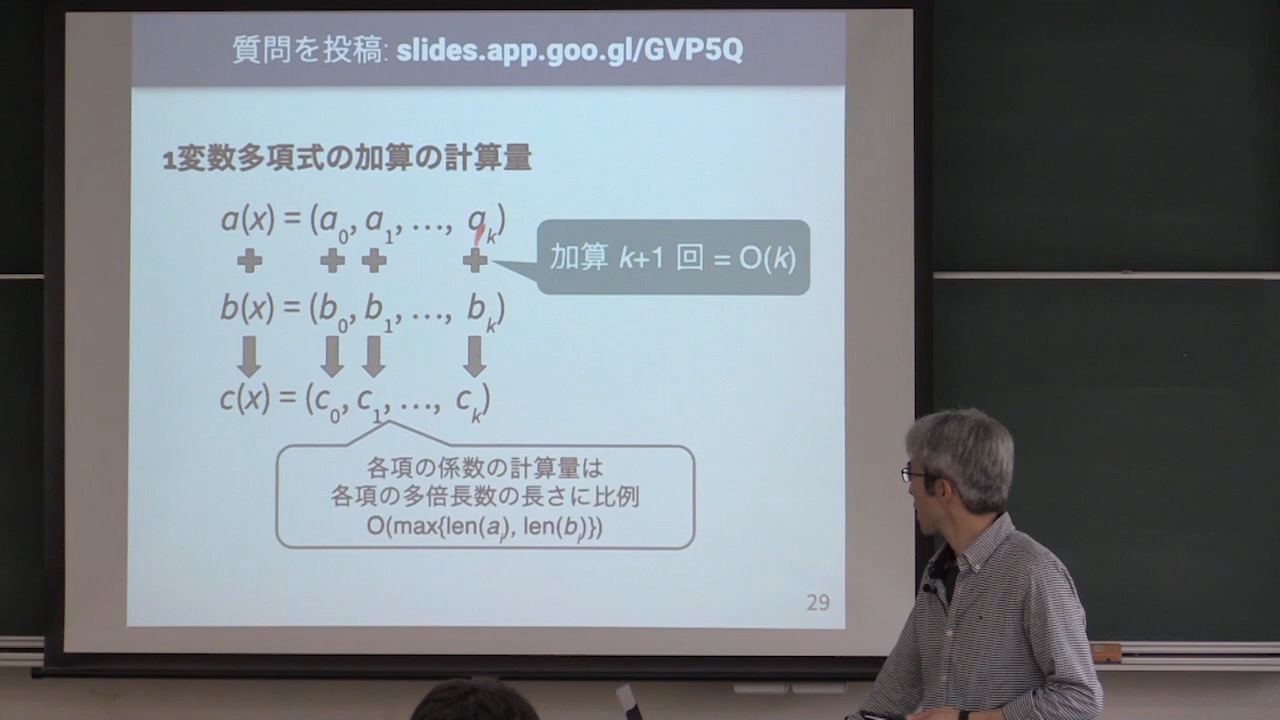 質問を投稿: slides.app.goo.gl/GVP5Q
1変数多項式の加算の計算量
a(x) = (a0, a1, …, ak)
加算 k+1 回 = O(k)
b(x) = (b0, b1, …, bk)
c(x) = (c0, c1, …, ck)
各項の係数の計算量は
各項の多倍長数の長さに比例
O(max{len(ai), len(bi)})
29